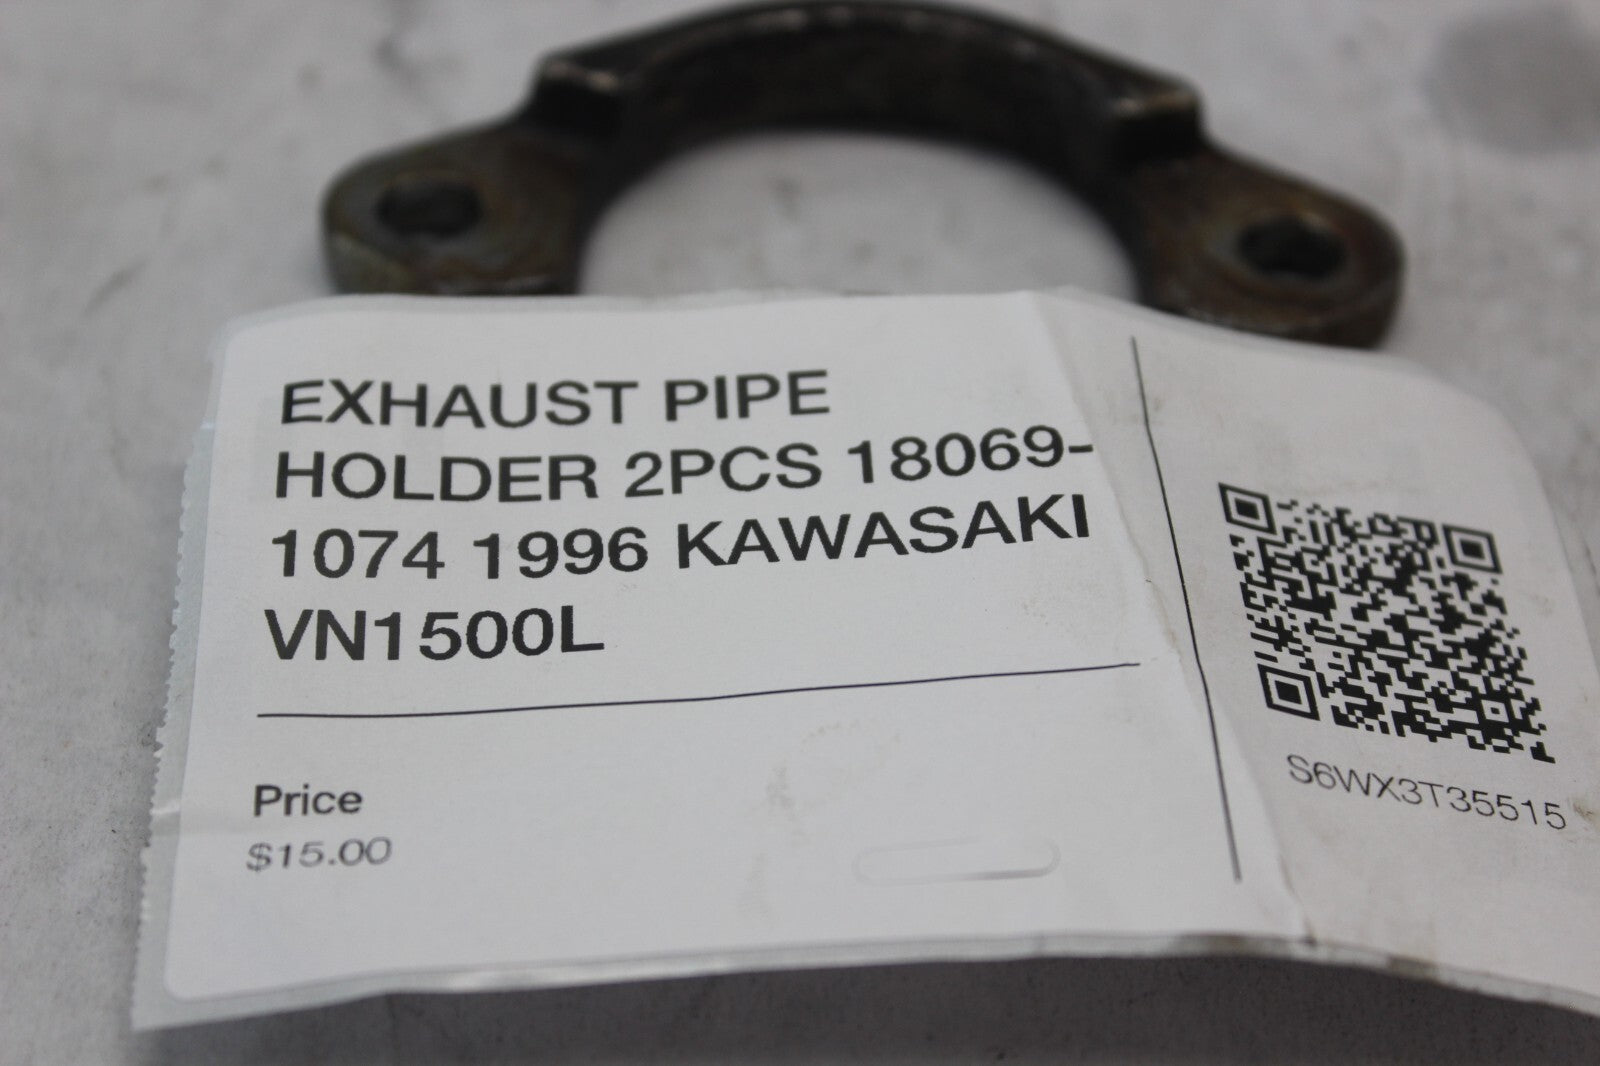 EXHAUST PIPE
HOLDER 2PCS 18069-
1074 1996 KAWASAKI
VN1500L
Price
$15.00
S6WX3T35515